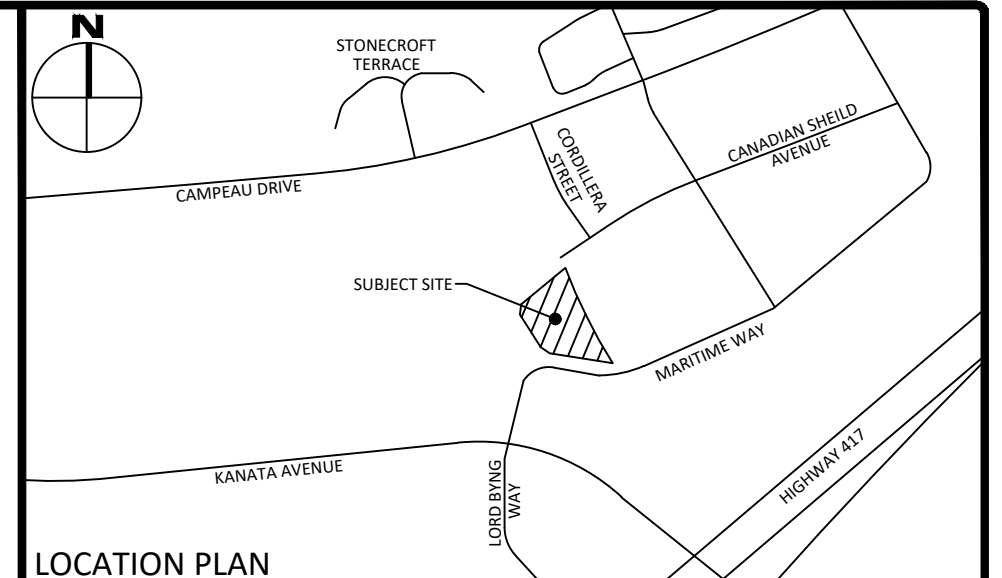 N
STONECROFT
TERRACE
CORDILLERA
STREET
CANADIAN SHEILD
AVENUE
CAMPEAU DRIVE
SUBJECT SITE
MARITIME WAY
KANATA AVENUE
LORD BYNG
WAY
HIGHWAY 417
LOCATION PLAN